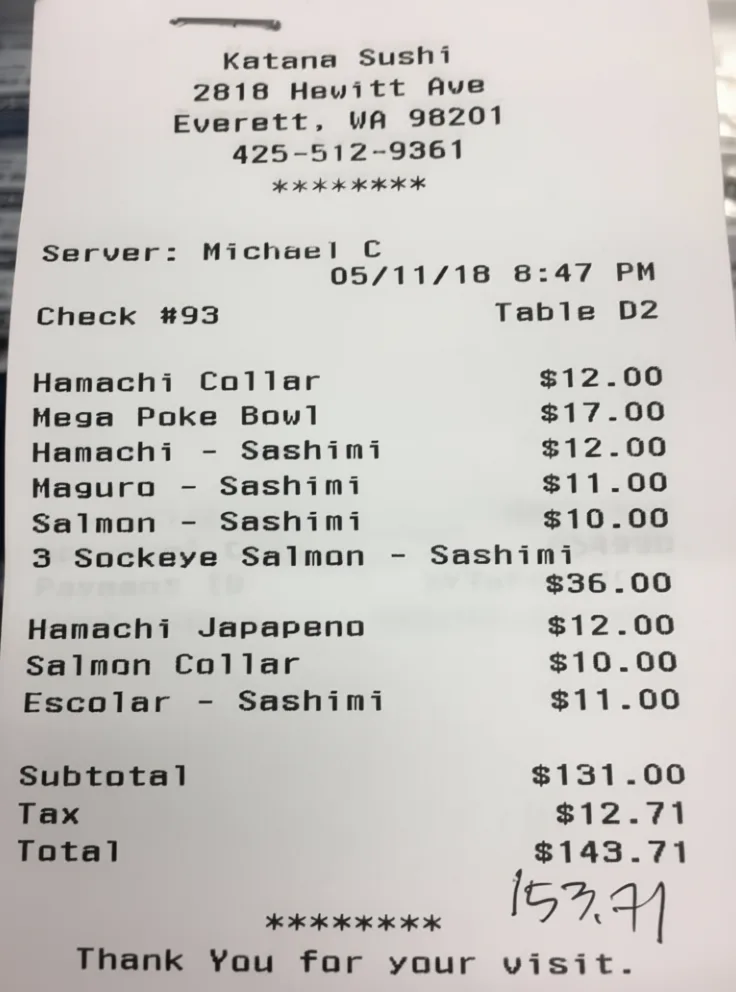 Katana Sushi
2818 Hewitt Ave
Everett, WA 98201
425-512-9361
********
Server: Michael C
05/11/18 8:47 PM
Check #93 Table D2
Hamachi Collar $12.00
Mega Poke Bowl $17.00
Hamachi - Sashimi $12.00
Maguro - Sashimi $11.00
Salmon - Sashimi $10.00
3 Sockeye Salmon - Sashimi
$36.00
Hamachi Japapeno $12.00
Salmon Collar $10.00
Escolar - Sashimi $11.00
Subtotal $131.00
Tax $12.71
Total $143.71
153.71
********
Thank You for your visit.